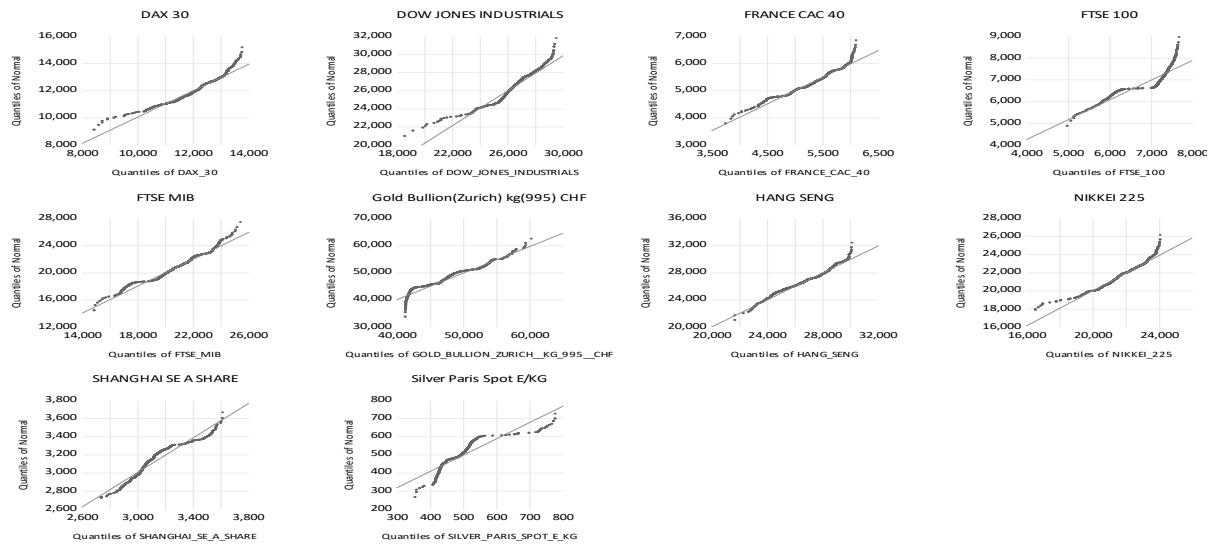 DAX 30
DOW JONES INDUSTRIALS
FRANCE CAC 40
FTSE 100
Quantiles of Normal
16,000
14,000
12,000
10,000
8,000
8,000 10,000 12,000 14,000
Quantiles of DAX_30
Quantiles of Normal
32,000
30,000
28,000
26,000
24,000
22,000
20,000
18,000 22,000 26,000 30,000
Quantiles of DOW_JONES_INDUSTRIALS
Quantiles of Normal
7,000
6,000
5,000
4,000
3,000
3,500 4,500 5,500 6,500
Quantiles of FRANCE_CAC_40
Quantiles of Normal
9,000
8,000
7,000
6,000
5,000
4,000
4,000 6,000 7,000 8,000
Quantiles of FTSE_100
FTSE MIB
Gold Bullion(Zurich) kg(995) CHF
HANG SENG
NIKKEI 225
Quantiles of Normal
28,000
24,000
20,000
16,000
12,000
14,000 18,000 22,000 26,000
Quantiles of FTSE_MIB
Quantiles of Normal
70,000
60,000
50,000
40,000
30,000
40,000 50,000 60,000
Quantiles of GOLD_BULLION_ZURICH__KG_995__CHF
Quantiles of Normal
36,000
32,000
28,000
24,000
20,000
20,000 24,000 28,000 32,000
Quantiles of HANG_SENG
Quantiles of Normal
28,000
26,000
24,000
22,000
20,000
18,000
16,000
16,000 20,000 24,000
Quantiles of NIKKEI_225
SHANGHAI SE A SHARE
Silver Paris Spot E/KG
Quantiles of Normal
3,800
3,600
3,400
3,200
3,000
2,800
2,600
2,600 3,000 3,400 3,800
Quantiles of SHANGHAI_SE_A_SHARE
Quantiles of Normal
800
700
600
500
400
300
200
300 400 500 600 700 800
Quantiles of SILVER_PARIS_SPOT_E_KG